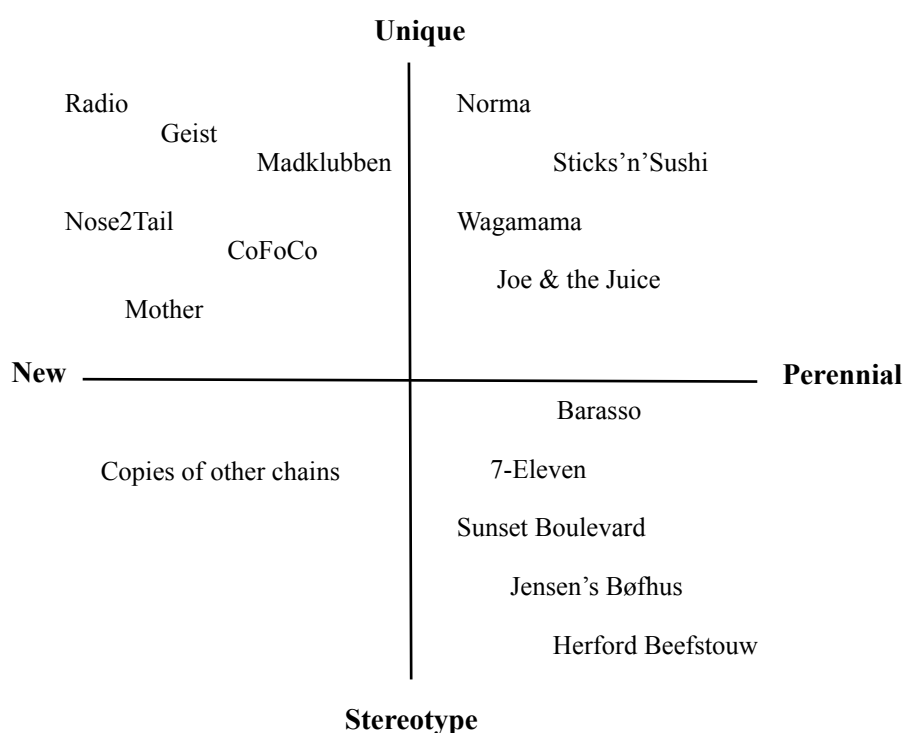 Unique
Radio
Norma
Geist
Madklubben
Sticks’n’Sushi
Nose2Tail
Wagamama
CoFoCo
Joe & the Juice
Mother
New
Perennial
Barasso
Copies of other chains
7-Eleven
Sunset Boulevard
Jensen’s Bøfhus
Herford Beefstouw
Stereotype